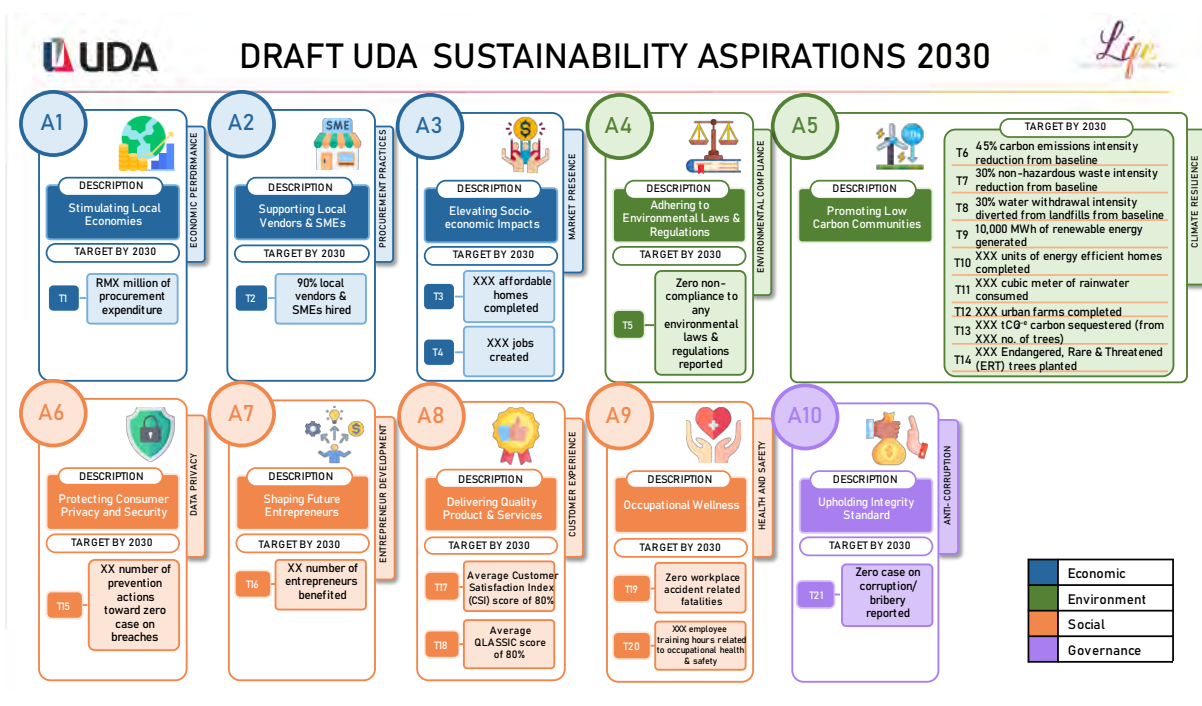 UDA
DRAFT UDA SUSTAINABILITY ASPIRATIONS 2030
Life
A1
ECONOMIC PERFORMANCE
DESCRIPTION
Stimulating Local
Economies
TARGET BY 2030
T1
RMX million of
procurement
expenditure
A2
SME
PROCUREMENT PRACTICES
DESCRIPTION
Supporting Local
Vendors & SMEs
TARGET BY 2030
T2
90% local
vendors &
SMEs hired
A3
MARKET PRESENCE
DESCRIPTION
Elevating Socio-
economic Impacts
TARGET BY 2030
T3
XXX affordable
homes
completed
T4
XXX jobs
created
A4
ENVIRONMENTAL COMPLIANCE
DESCRIPTION
Adhering to
Environmental Laws &
Regulations
TARGET BY 2030
T5
Zero non-
compliance to
any
environmental
laws &
regulations
reported
A5
CLIMATE RESILIENCE
DESCRIPTION
Promoting Low
Carbon Communities
TARGET BY 2030
T6 45% carbon emissions intensity
reduction from baseline
T7 30% non-hazardous waste intensity
reduction from baseline
T8 30% water withdrawal intensity
diverted from landfills from baseline
T9 10,000 MWh of renewable energy
generated
T10 XXX units of energy efficient homes
completed
T11 XXX cubic meter of rainwater
consumed
T12 XXX urban farms completed
T13 XXX tCO²⁻ᵉ carbon sequestered (from
XXX no. of trees)
T14 XXX Endangered, Rare & Threatened
(ERT) trees planted
A6
DATA PRIVACY
DESCRIPTION
Protecting Consumer
Privacy and Security
TARGET BY 2030
T15
XX number of
prevention
actions
toward zero
case on
breaches
A7
ENTREPRENEUR DEVELOPMENT
DESCRIPTION
Shaping Future
Entrepreneurs
TARGET BY 2030
T16
XX number of
entrepreneurs
benefited
A8
CUSTOMER EXPERIENCE
DESCRIPTION
Delivering Quality
Product & Services
TARGET BY 2030
T17
Average Customer
Satisfaction Index
(CSI) score of 80%
T18
Average
QLASSIC score
of 80%
A9
HEALTH AND SAFETY
DESCRIPTION
Occupational Wellness
TARGET BY 2030
T19
Zero workplace
accident related
fatalities
T20
XXX employee
training hours related
to occupational health
& safety
A10
ANTI-CORRUPTION
DESCRIPTION
Upholding Integrity
Standard
TARGET BY 2030
T21
Zero case on
corruption/
bribery
reported
Economic
Environment
Social
Governance